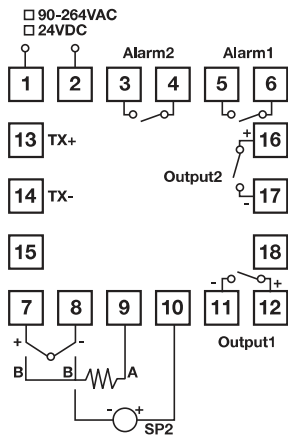 90-264VAC
24VDC
Alarm2 Alarm1
1 2 3 4 5 6
13 TX+ + 16
14 TX- Output2 - 17
15 18
- +
7 8 9 10 11 12
+ - Output1
B B A
- +
SP2